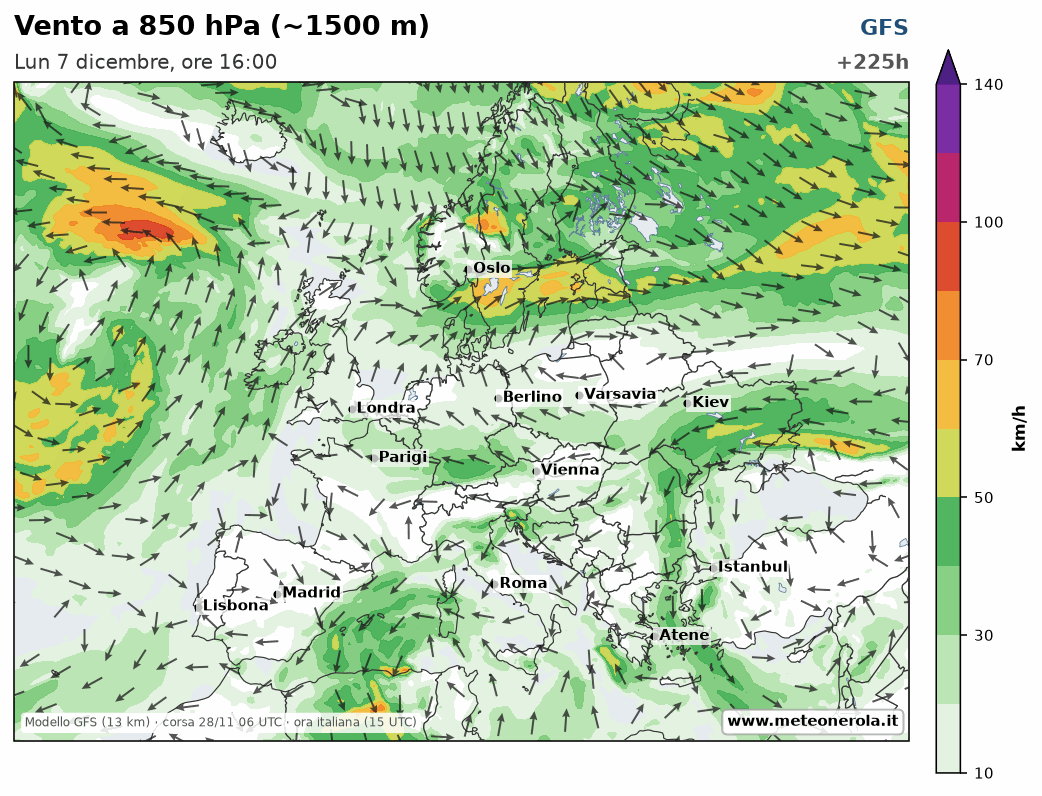 Vento a 850 hPa (~1500 m)
GFS
Lun 7 dicembre, ore 16:00
+225h
140
100
70
50
30
10
km/h
Oslo
Londra
Berlino
Varsavia
Kiev
Parigi
Vienna
Istanbul
Roma
Madrid
Lisbona
Atene
Modello GFS (13 km) · corsa 28/11 06 UTC · ora italiana (15 UTC)
www.meteonerola.it